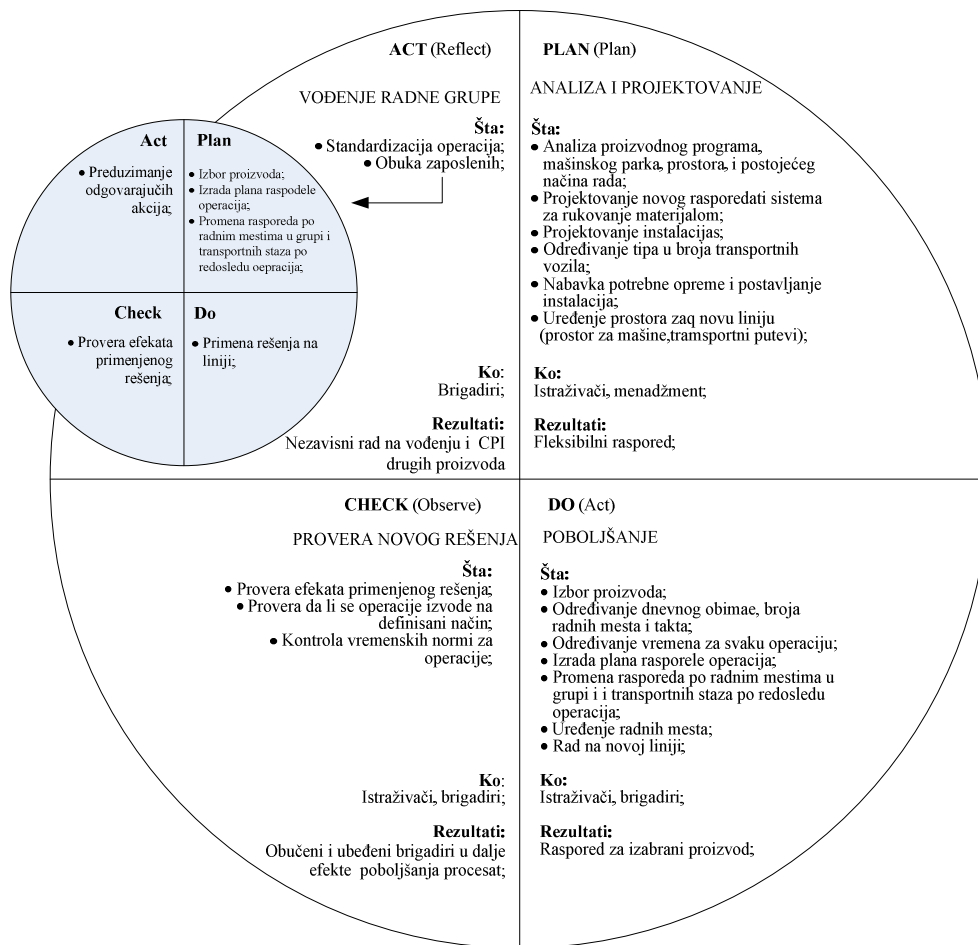 ACT (Reflect)
VOĐENJE RADNE GRUPE
Šta:
• Standardizacija operacija;
• Obuka zaposlenih;
Ko:
Brigadiri;
Rezultati:
Nezavisni rad na vođenju i CPI
drugih proizvoda
PLAN (Plan)
ANALIZA I PROJEKTOVANJE
Šta:
• Analiza proizvodnog programa,
mašinskog parka, prostora, i postojećeg
načina rada;
• Projektovanje novog rasporedati sistema
za rukovanje materijalom;
• Projektovanje instalacijas;
• Određivanje tipa u broja transportnih
vozila;
• Nabavka potrebne opreme i postavljanje
instalacija;
• Uređenje prostora zaq novu liniju
(prostor za mašine,tramsportni putevi);
Ko:
Istraživači, menadžment;
Rezultati:
Fleksibilni raspored;
Act
• Preduzimanje
odgovarajučih
akcija;
Plan
• Izbor proizvoda;
• Izrada plana raspodele
operacija;
• Promena rasporeda po
radnim mestima u grupi i
transportnih staza po
redosledu oepracija;
Check
• Provera efekata
primenjenog
rešenja;
Do
• Primena rešenja na
liniji;
CHECK (Observe)
PROVERA NOVOG REŠENJA
Šta:
• Provera efekata primenjenog rešenja;
• Provera da li se operacije izvode na
definisani način;
• Kontrola vremenskih normi za
operacije;
Ko:
Istraživači, brigadiri;
Rezultati:
Obučeni i ubeđeni brigadiri u dalje
efekte poboljšanja procesat;
DO (Act)
POBOLJŠANJE
Šta:
• Izbor proizvoda;
• Određivanje dnevnog obimae, broja
radnih mesta i takta;
• Određivanje vremena za svaku operaciju;
• Izrada plana rasporele operacija;
• Promena rasporeda po radnim mestima u
grupi i i transportnih staza po redosledu
operacija;
• Uređenje radnih mesta;
• Rad na novoj liniji;
Ko:
Istraživači, brigadiri;
Rezultati:
Raspored za izabrani proizvod;